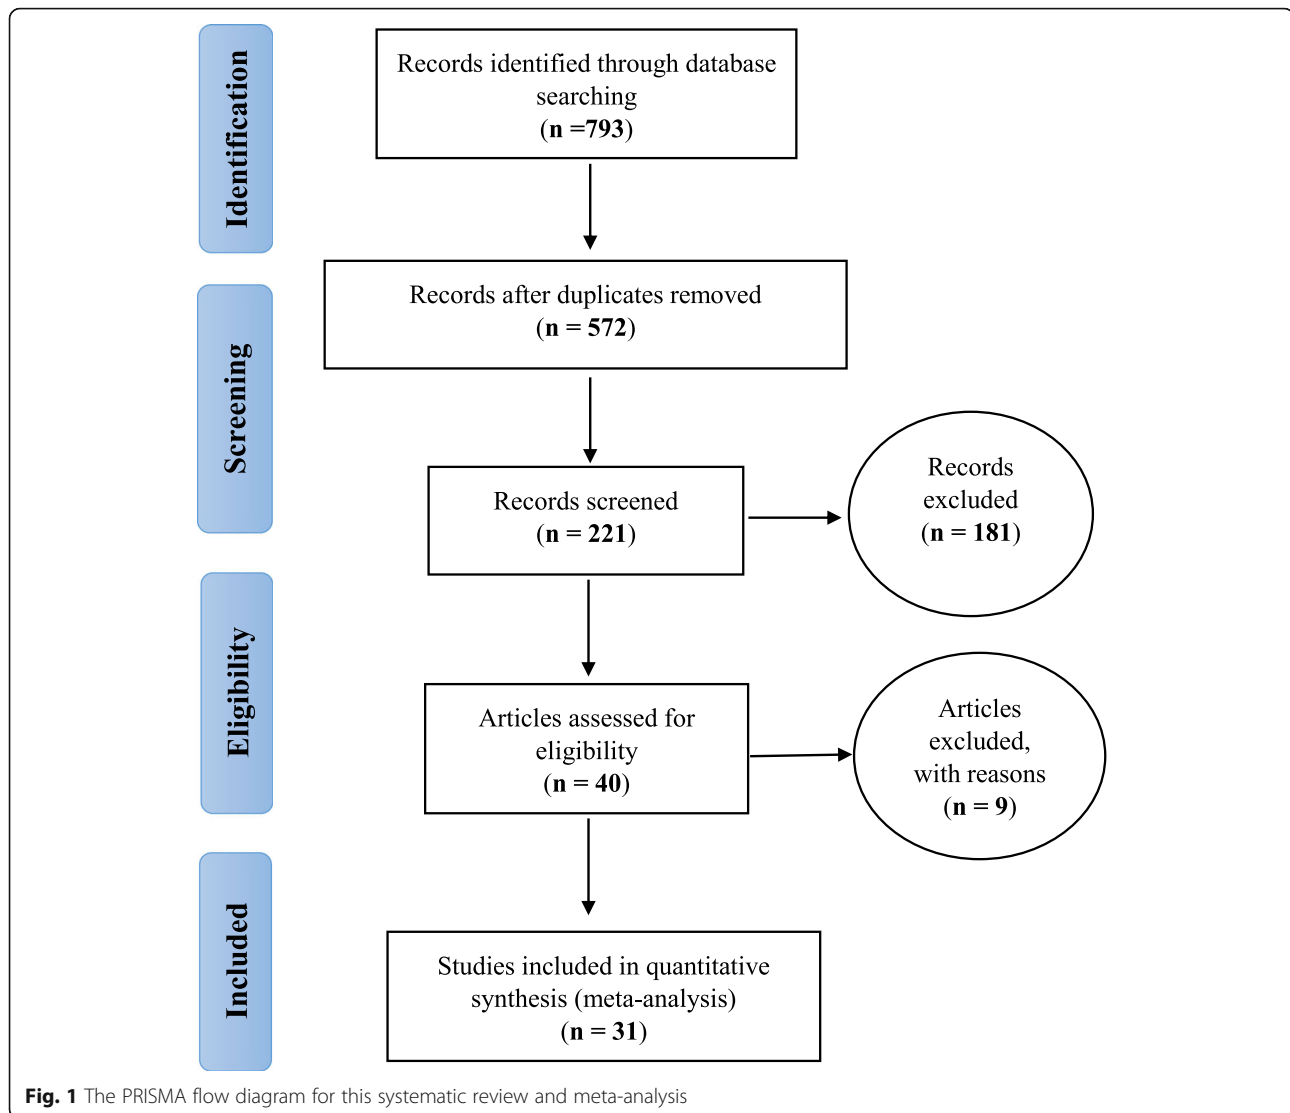 Identification
Records identified through database
searching
(n =793)
Records after duplicates removed
(n = 572)
Screening
Records screened
(n = 221)
Records
excluded
(n = 181)
Eligibility
Articles assessed for
eligibility
(n = 40)
Articles
excluded,
with reasons
(n = 9)
Included
Studies included in quantitative
synthesis (meta-analysis)
(n = 31)
Fig. 1 The PRISMA flow diagram for this systematic review and meta-analysis